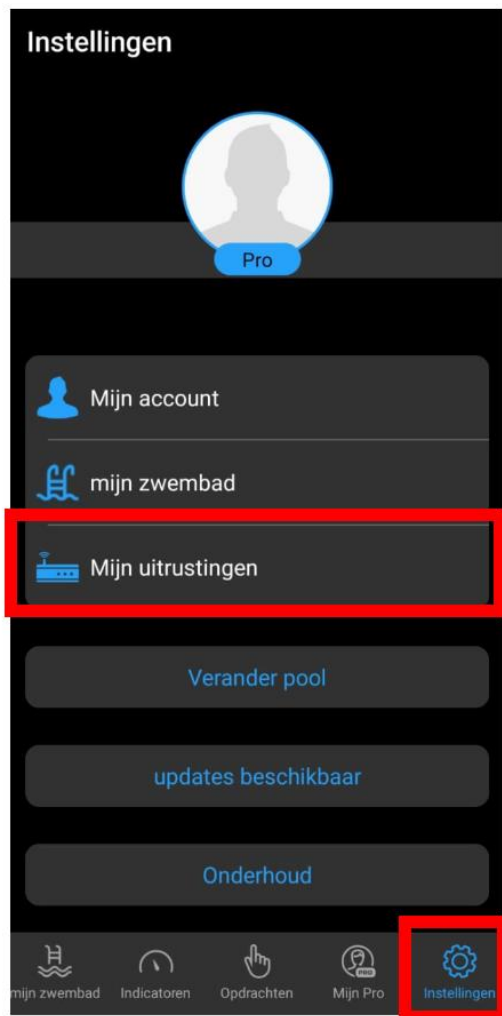 Instellingen
Pro
Mijn account
mijn zwembad
Mijn uitrustingen
Verander pool
updates beschikbaar
Onderhoud
PRO
mijn zwembad Indicatoren Opdrachten Mijn Pro Instellingen